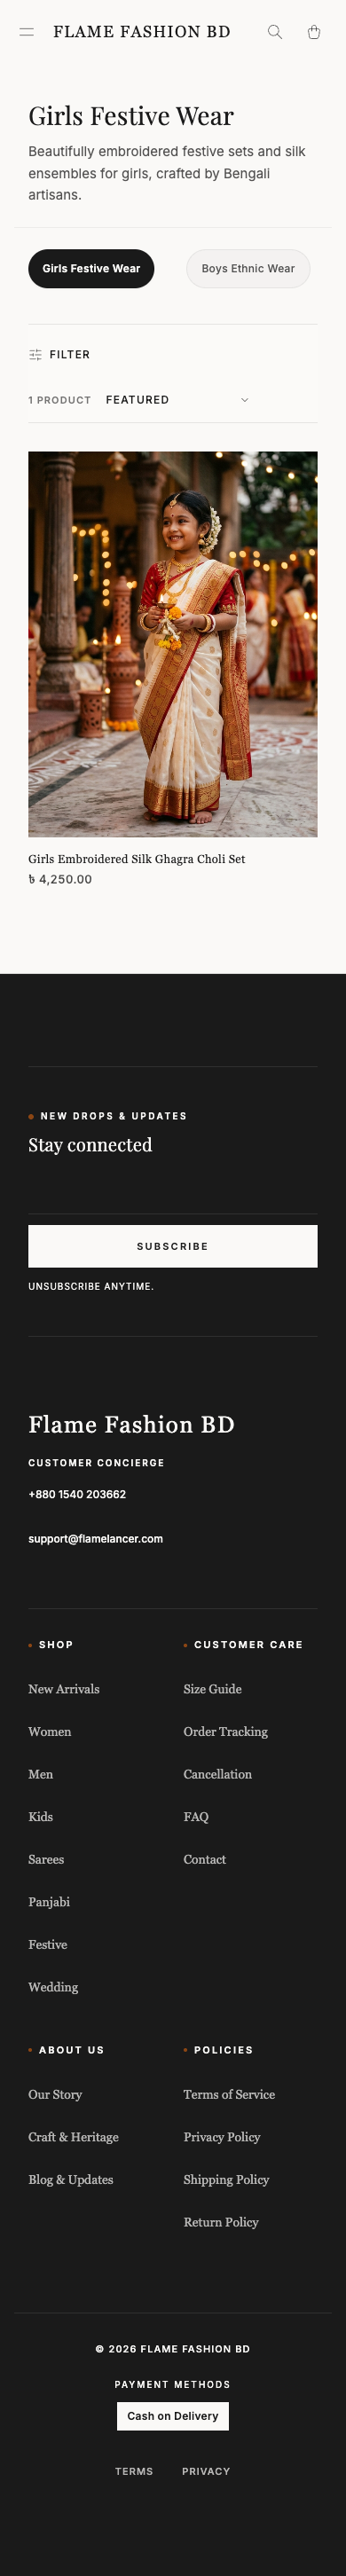 FLAME FASHION BD
Girls Festive Wear
Beautifully embroidered festive sets and silk
ensembles for girls, crafted by Bengali
artisans.
Girls Festive Wear
Boys Ethnic Wear
FILTER
1 PRODUCT FEATURED
Girls Embroidered Silk Ghagra Choli Set
৳ 4,250.00
NEW DROPS & UPDATES
Stay connected
SUBSCRIBE
UNSUBSCRIBE ANYTIME.
Flame Fashion BD
CUSTOMER CONCIERGE
+880 1540 203662
support@flamelancer.com
SHOP
New Arrivals
Women
Men
Kids
Sarees
Panjabi
Festive
Wedding
CUSTOMER CARE
Size Guide
Order Tracking
Cancellation
FAQ
Contact
ABOUT US
Our Story
Craft & Heritage
Blog & Updates
POLICIES
Terms of Service
Privacy Policy
Shipping Policy
Return Policy
© 2026 FLAME FASHION BD
PAYMENT METHODS
Cash on Delivery
TERMS PRIVACY